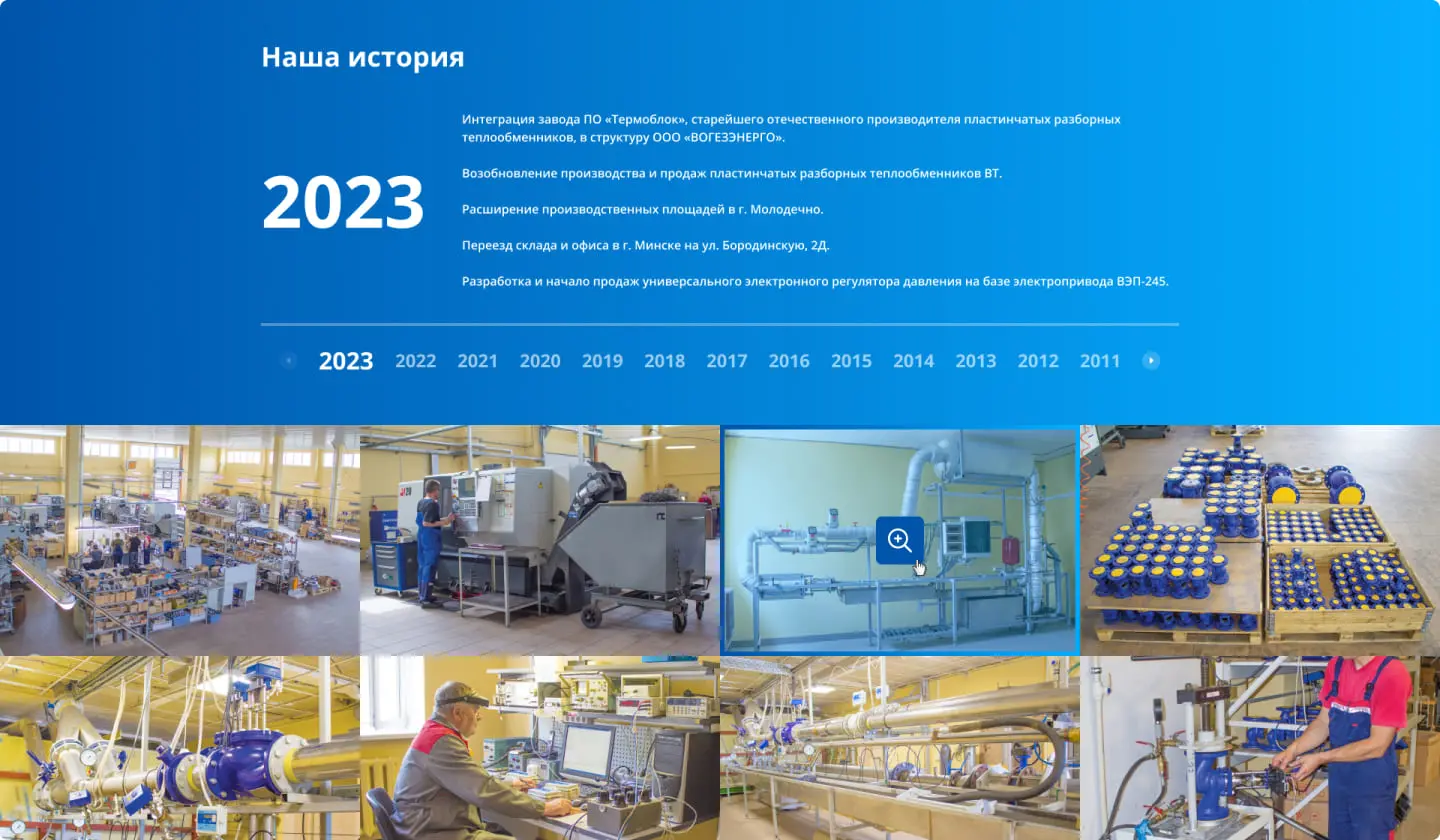 Наша история
Интеграция завода ПО «Термоблок», старейшего отечественного производителя пластинчатых разборных
теплообменников, в структуру ООО «ВОГЕЗЭНЕРГО».
Возобновление производства и продаж пластинчатых разборных теплообменников ВТ.
2023
Расширение производственных площадей в г. Молодечно.
Переезд склада и офиса в г. Минске на ул. Бородинскую, 2Д.
Разработка и начало продаж универсального электронного регулятора давления на базе электропривода ВЭП-245.
2023 2022 2021 2020 2019 2018 2017 2016 2015 2014 2013 2012 2011